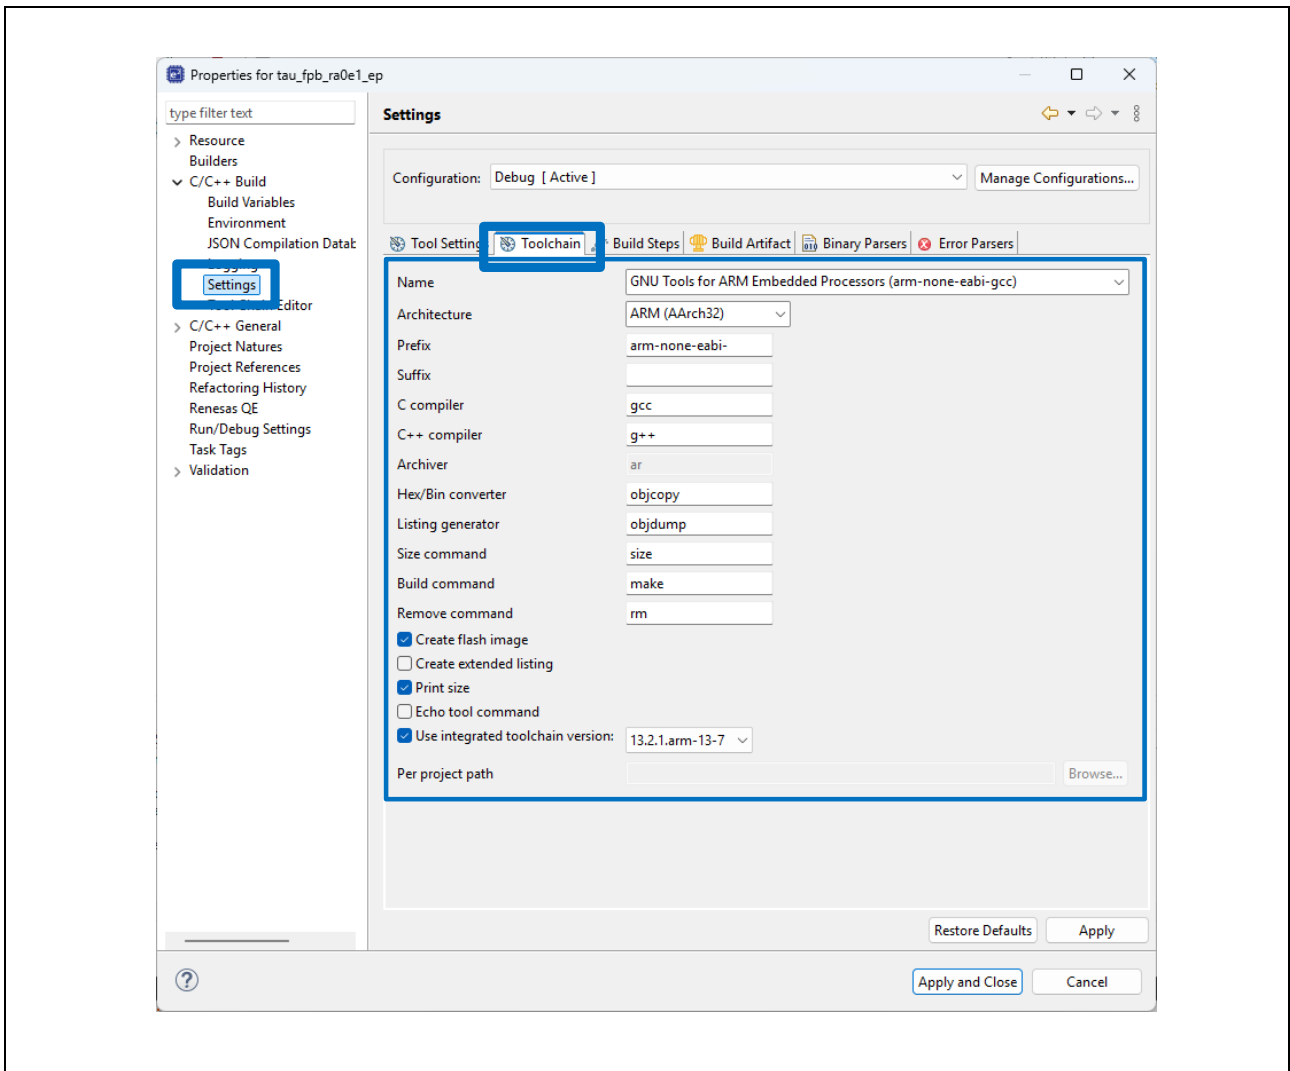 Properties for tau_fpb_ra0e1_ep
type filter text
Resource
Builders
C/C++ Build
Build Variables
Environment
JSON Compilation Datab
Logging
Settings
Tool Chain Editor
C/C++ General
Project Natures
Project References
Refactoring History
Renesas QE
Run/Debug Settings
Task Tags
Validation
Settings
Configuration: Debug [ Active ] Manage Configurations...
Tool Setting Toolchain Build Steps Build Artifact Binary Parsers Error Parsers
Name GNU Tools for ARM Embedded Processors (arm-none-eabi-gcc)
Architecture ARM (AArch32)
Prefix arm-none-eabi-
Suffix
C compiler gcc
C++ compiler g++
Archiver ar
Hex/Bin converter objcopy
Listing generator objdump
Size command size
Build command make
Remove command rm
Create flash image
Create extended listing
Print size
Echo tool command
Use integrated toolchain version: 13.2.1.arm-13-7
Per project path Browse...
Restore Defaults Apply
Apply and Close Cancel